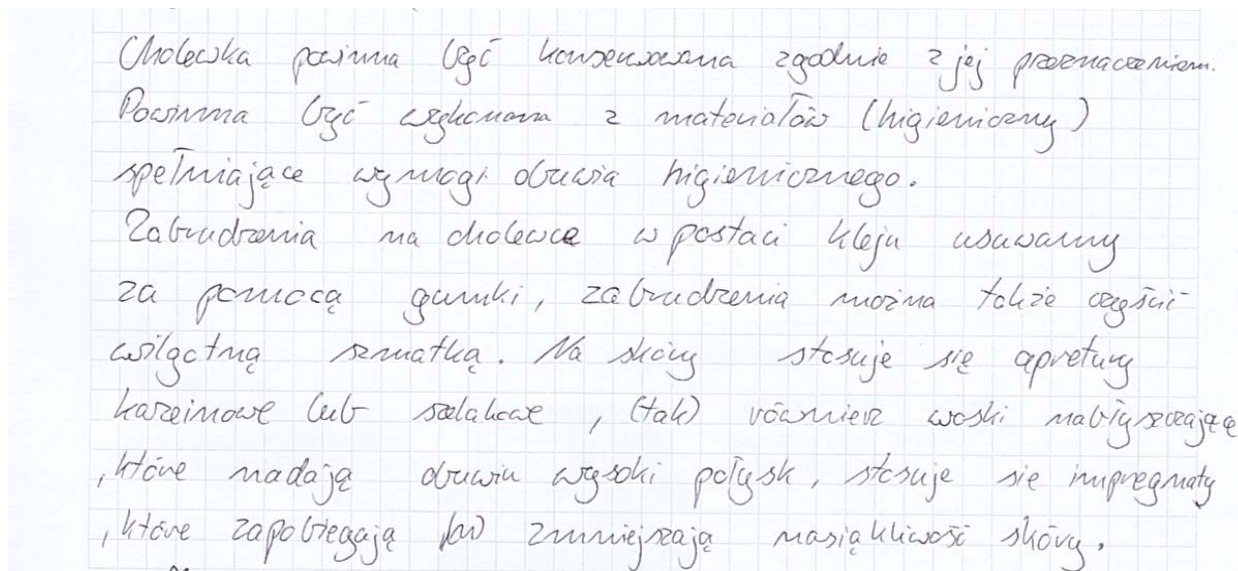 Cholewka powinna być konserwowana zgodnie z jej przeznaczeniem.
Powinna być wykonana z materiałów (higieniczny)
spełniające wymogi obuwia higienicznego.
Zabrudzenia na cholewce w postaci kleju usuwamy
za pomocą gumki, zabrudzenia można także czyścić
wilgotną szmatką. Na skóry stosuje się apretury
kazeinowe lub szelakowe, (tak) również woski nabłyszczające
, które nadają obuwiu wysoki połysk, stosuje się impregnaty
, które zapobiegają zmniejszają nasiąkliwość skóry.